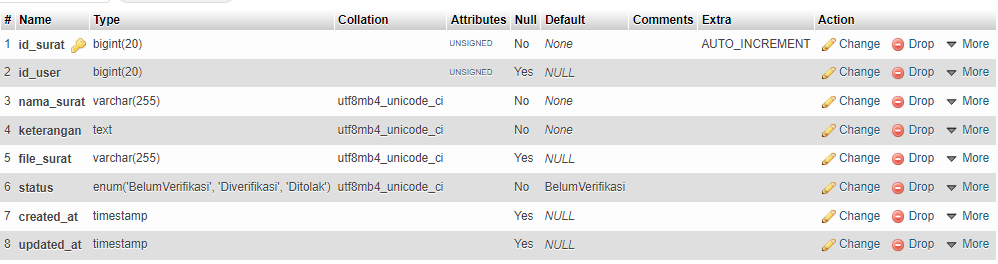 # Name Type Collation Attributes Null Default Comments Extra Action
1 id_surat bigint(20) UNSIGNED No None AUTO_INCREMENT Change Drop More
2 id_user bigint(20) UNSIGNED Yes NULL Change Drop More
3 nama_surat varchar(255) utf8mb4_unicode_ci No None Change Drop More
4 keterangan text utf8mb4_unicode_ci No None Change Drop More
5 file_surat varchar(255) utf8mb4_unicode_ci Yes NULL Change Drop More
6 status enum('BelumVerifikasi', 'Diverifikasi', 'Ditolak') utf8mb4_unicode_ci No BelumVerifikasi Change Drop More
7 created_at timestamp Yes NULL Change Drop More
8 updated_at timestamp Yes NULL Change Drop More